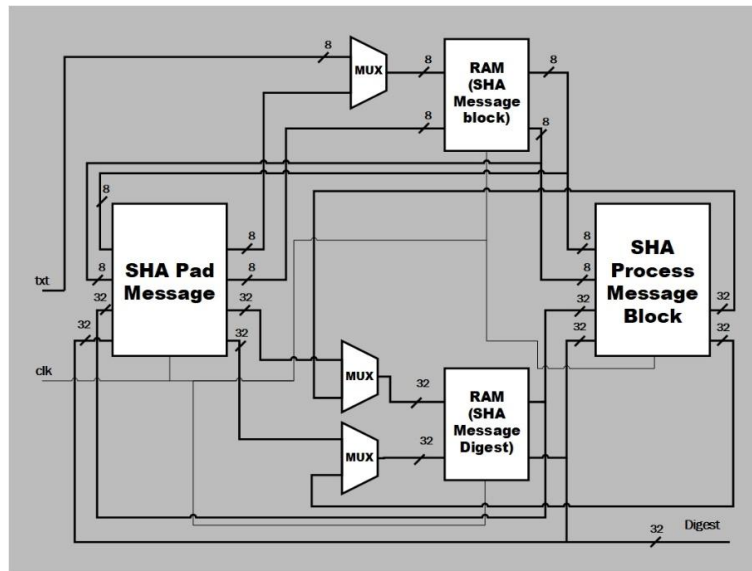 8
MUX
8
RAM
(SHA
Message
block)
8
8
8
8
8
SHA Pad
Message
8
8
8
8
SHA
Process
Message
Block
txt
8
32
32
32
32
32
32
32
32
clk
MUX
32
RAM
(SHA
Message
Digest)
MUX
32
32
Digest